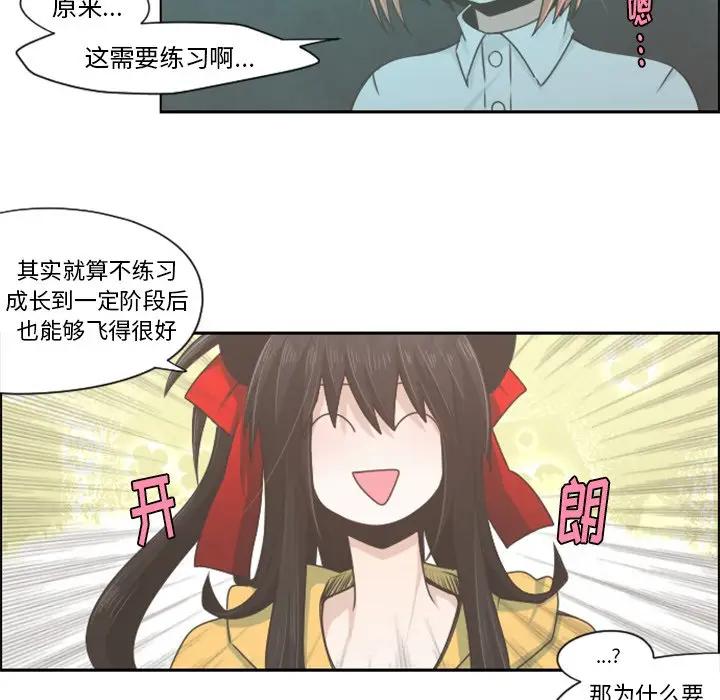 原来...
这需要练习啊...
嗯...
其实就算不练习
成长到一定阶段后
也能够飞得很好
开朗
...?
那为什么要